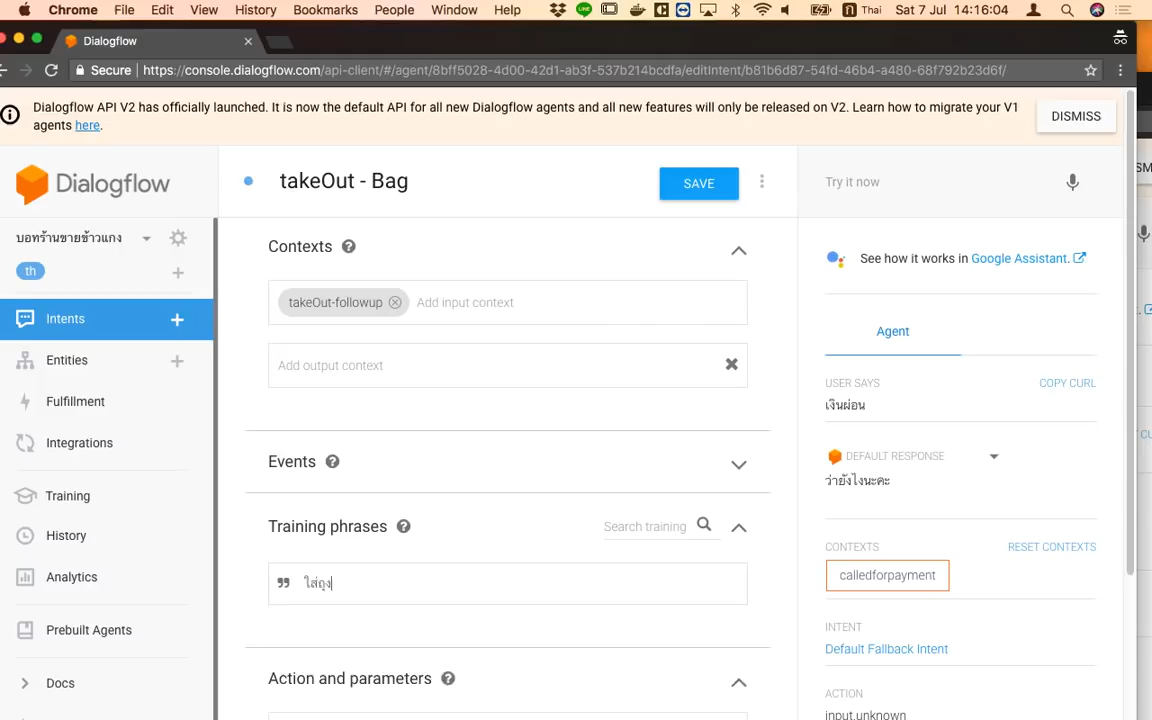 Chrome File Edit View History Bookmarks People Window Help Thai Sat 7 Jul 14:16:04
Dialogflow
Secure https://console.dialogflow.com/api-client/#/agent/8bff5028-4d00-42d1-ab3f-537b214bcdfa/editIntent/b81b6d87-54fd-46b4-a480-68f792b23d6f/
Dialogflow API V2 has officially launched. It is now the default API for all new Dialogflow agents and all new features will only be released on V2. Learn how to migrate your V1
agents here.
DISMISS
Dialogflow
takeOut - Bag
SAVE
Try it now
บอทร้านขายข้าวแกง
th
Intents
Entities
Fulfillment
Integrations
Training
History
Analytics
Prebuilt Agents
Docs
Contexts
takeOut-followup
Add input context
Add output context
Events
Training phrases
Search training
ใส่ถุง
Action and parameters
See how it works in Google Assistant.
Agent
USER SAYS
COPY CURL
เงินผ่อน
DEFAULT RESPONSE
ว่ายังไงนะคะ
CONTEXTS
RESET CONTEXTS
calledforpayment
INTENT
Default Fallback Intent
ACTION
input.unknown